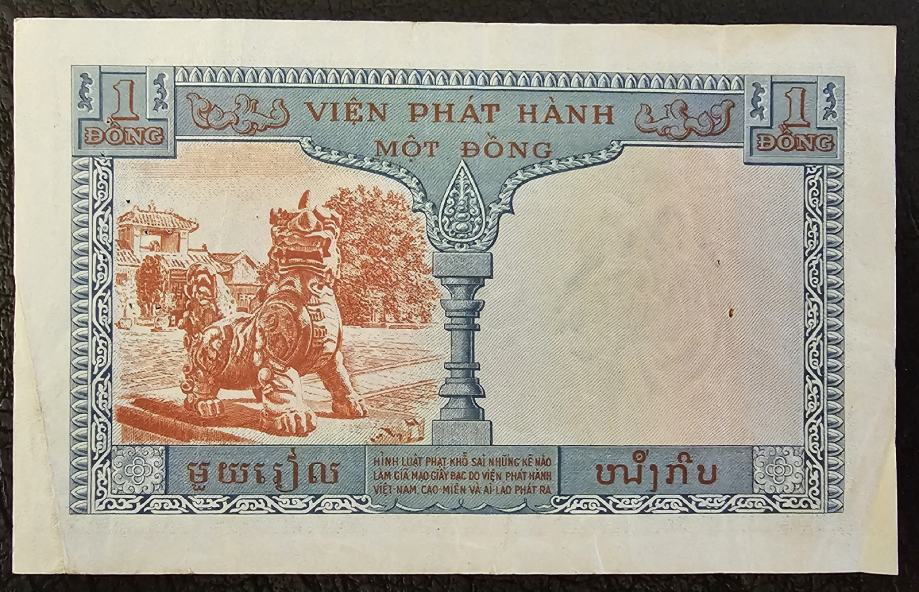 1
ĐỒNG
VIỆN PHÁT HÀNH
MỘT ĐỒNG
1
ĐỒNG
មួយរៀល
HÌNH LUẬT PHẠT KHỔ SAI NHỮNG KẺ NÀO
LÀM GIẢ MẠO GIẤY BẠC DO VIỆN PHÁT HÀNH
VIỆT-NAM, CAO-MIÊN VÀ AI-LAO PHÁT RA
ໜຶ່ງກີບ